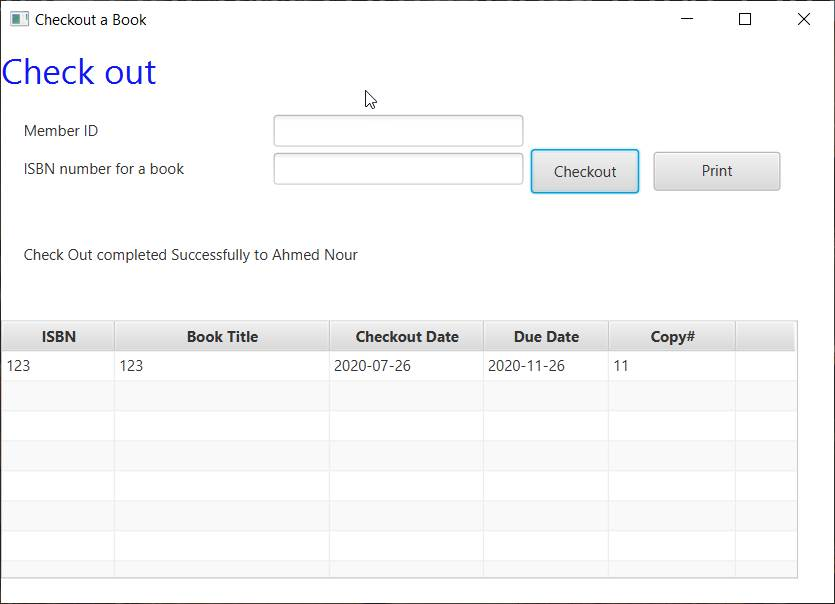 Checkout a Book
Check out
Member ID
ISBN number for a book
Checkout
Print
Check Out completed Successfully to Ahmed Nour
ISBN Book Title Checkout Date Due Date Copy#
123 123 2020-07-26 2020-11-26 11